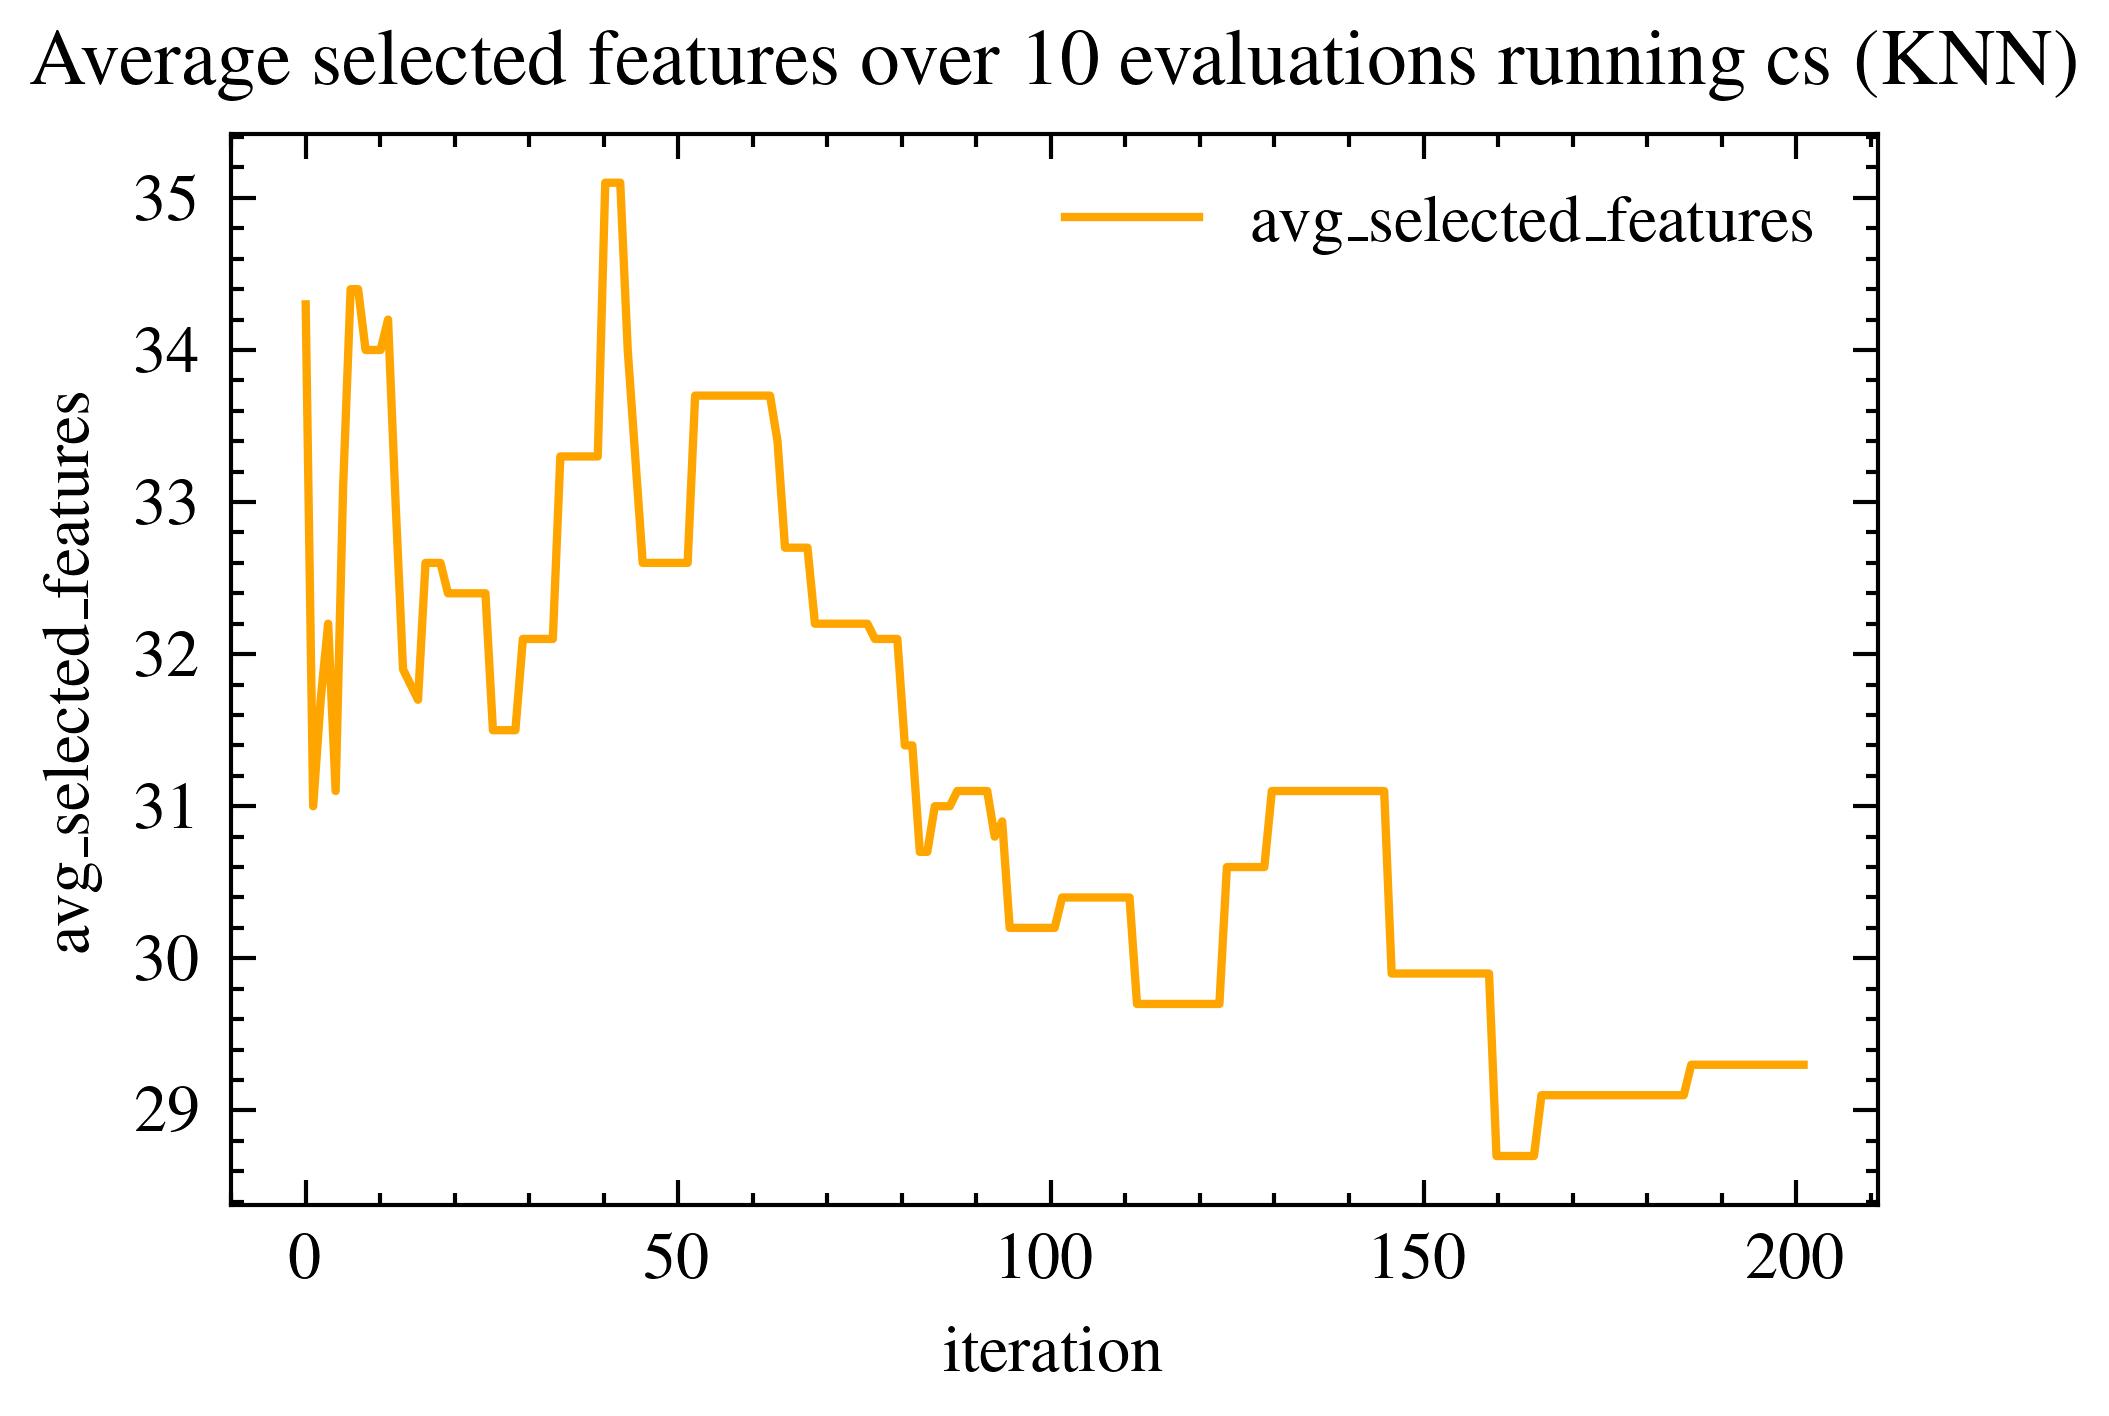 Average selected features over 10 evaluations running cs (KNN)
avg_selected_features
avg_selected_features
35
34
33
32
31
30
29
0 50 100 150 200
iteration